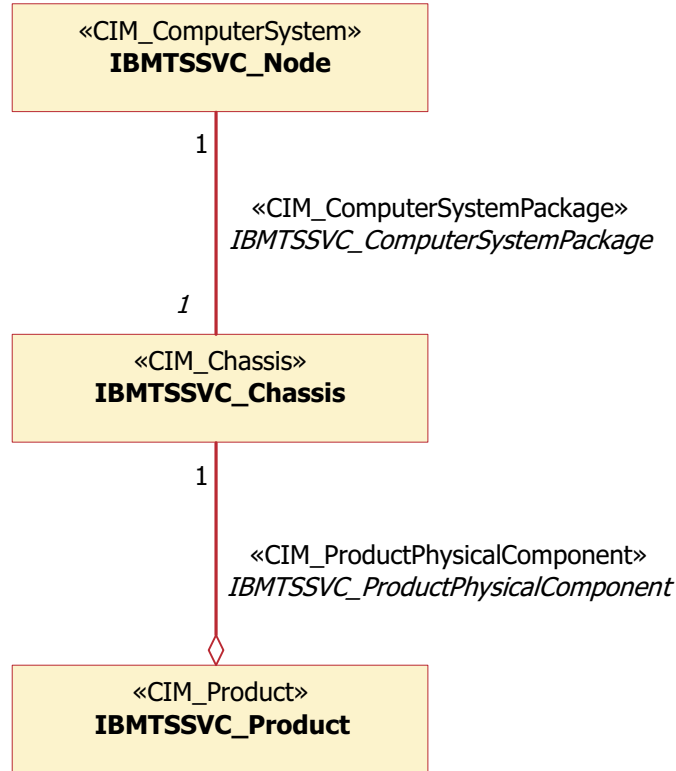 «CIM_ComputerSystem»
IBMTSSVC_Node
1
«CIM_ComputerSystemPackage»
IBMTSSVC_ComputerSystemPackage
1
«CIM_Chassis»
IBMTSSVC_Chassis
1
«CIM_ProductPhysicalComponent»
IBMTSSVC_ProductPhysicalComponent
«CIM_Product»
IBMTSSVC_Product